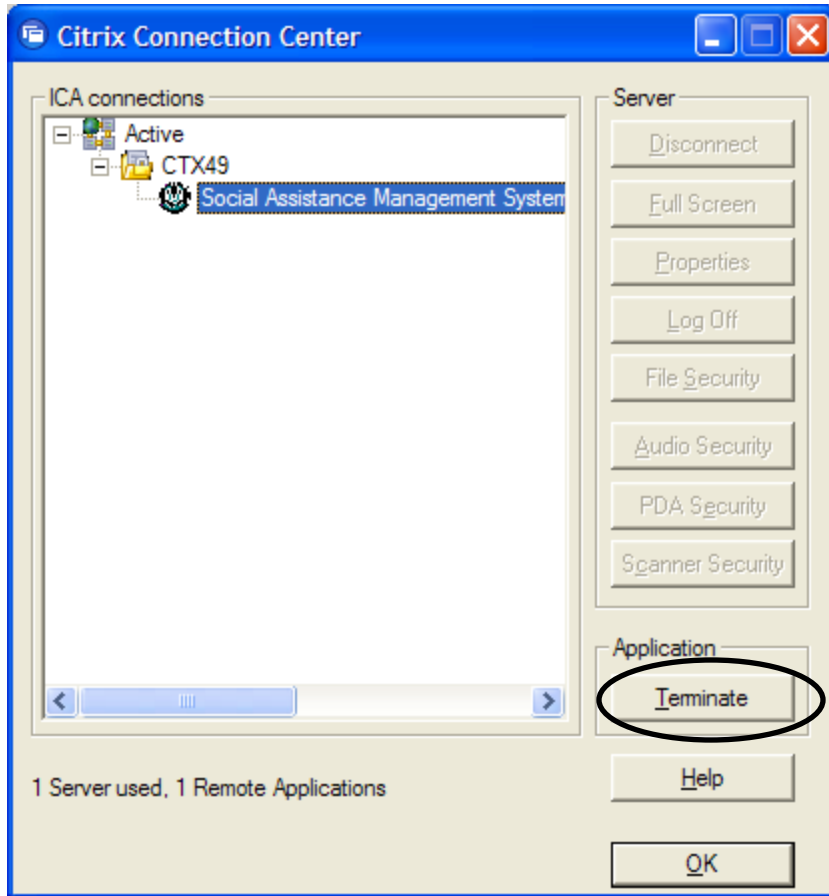 Citrix Connection Center
ICA connections
Active
CTX49
Social Assistance Management System
Server
Disconnect
Full Screen
Properties
Log Off
File Security
Audio Security
PDA Security
Scanner Security
Application
Terminate
1 Server used, 1 Remote Applications
Help
OK